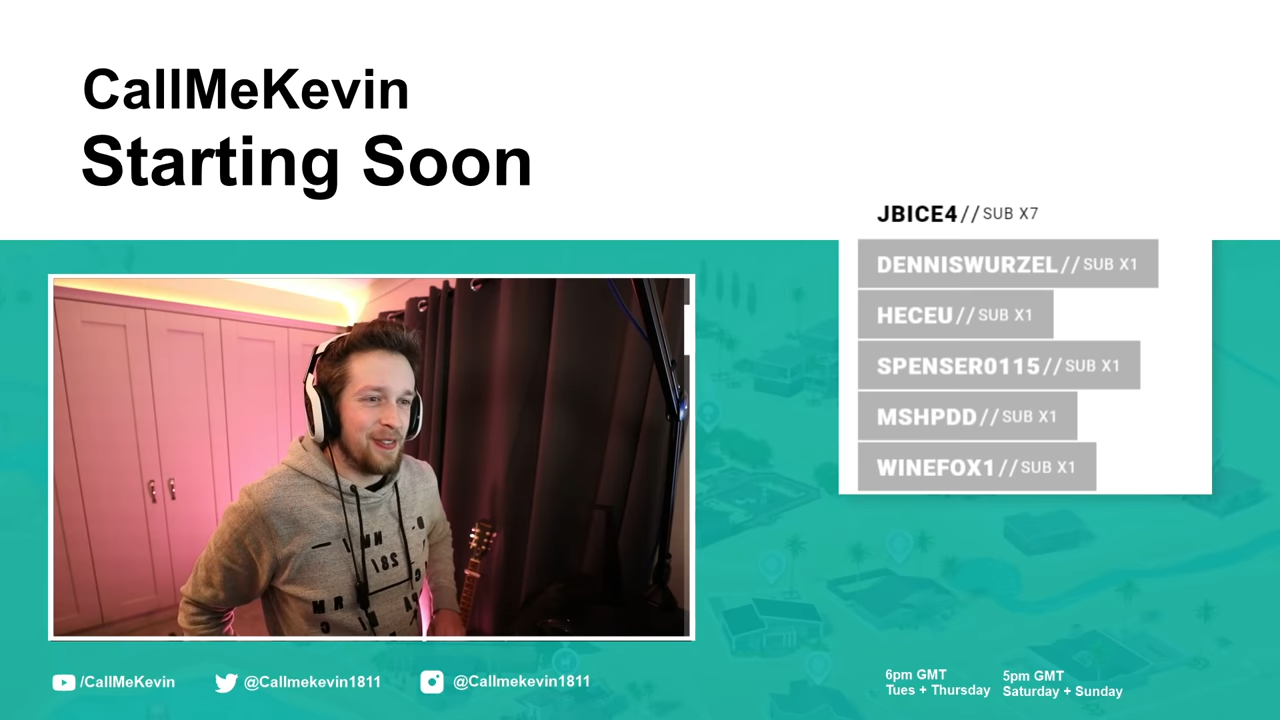 CallMeKevin
Starting Soon
JBICE4//SUB X7
DENNISWURZEL//SUB X1
HECEU//SUB X1
SPENSER0115//SUB X1
MSHPDD//SUB X1
WINEFOX1//SUB X1
/CallMeKevin
@Callmekevin1811
@Callmekevin1811
6pm GMT
Tues + Thursday
5pm GMT
Saturday + Sunday